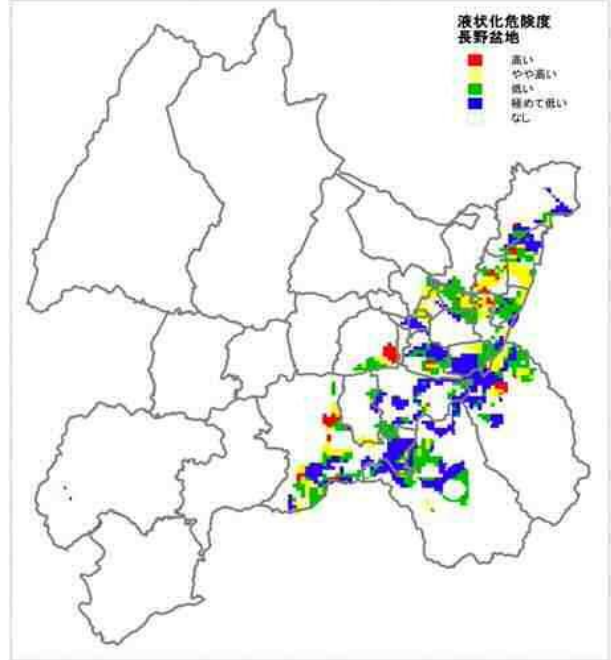 液状化危険度
長野盆地
高い
やや高い
低い
極めて低い
なし